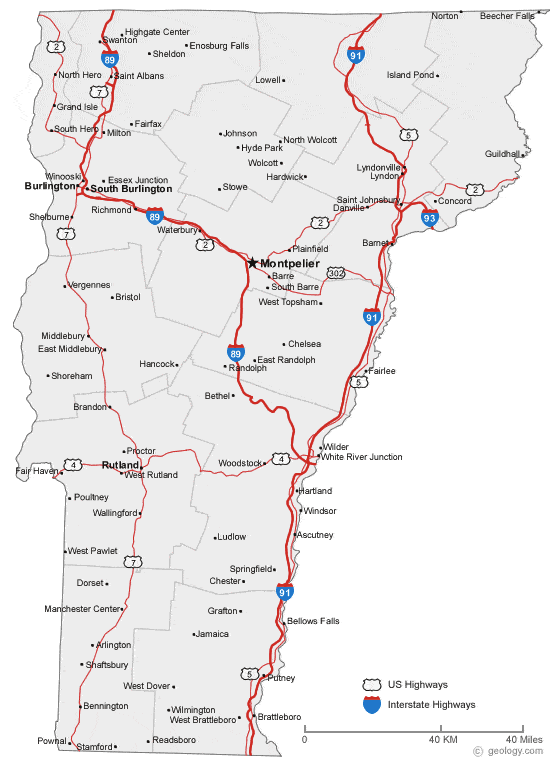 Norton
Beecher Falls
Highgate Center
Swanton
Enosburg Falls
2
Sheldon
91
89
North Hero
Saint Albans
Lowell
Island Pond
7
Grand Isle
Fairfax
South Hero
Milton
Johnson
5
North Wolcott
Hyde Park
Guildhall
Wolcott
Lyndonville
Winooski
Essex Junction
Hardwick
Lyndon
Burlington
South Burlington
Stowe
2
Saint Johnsbury
Concord
Danville
Richmond
89
93
Shelburne
2
Waterbury
7
2
Barnet
Plainfield
Montpelier
Barre
302
Vergennes
South Barre
Bristol
West Topsham
91
Middlebury
Chelsea
East Middlebury
89
East Randolph
Hancock
Randolph
Shoreham
Fairlee
5
Bethel
Brandon
Wilder
Proctor
White River Junction
4
Rutland
Woodstock
4
Fair Haven
West Rutland
Hartland
Poultney
Windsor
Wallingford
Ascutney
Ludlow
West Pawlet
7
Springfield
Dorset
Chester
91
Manchester Center
Grafton
Bellows Falls
Jamaica
Arlington
Shaftsbury
5
Putney
West Dover
US Highways
Bennington
Wilmington
Interstate Highways
West Brattleboro
Brattleboro
Pownal
Readsboro
Stamford
0
40 KM
40 Miles
© geology.com